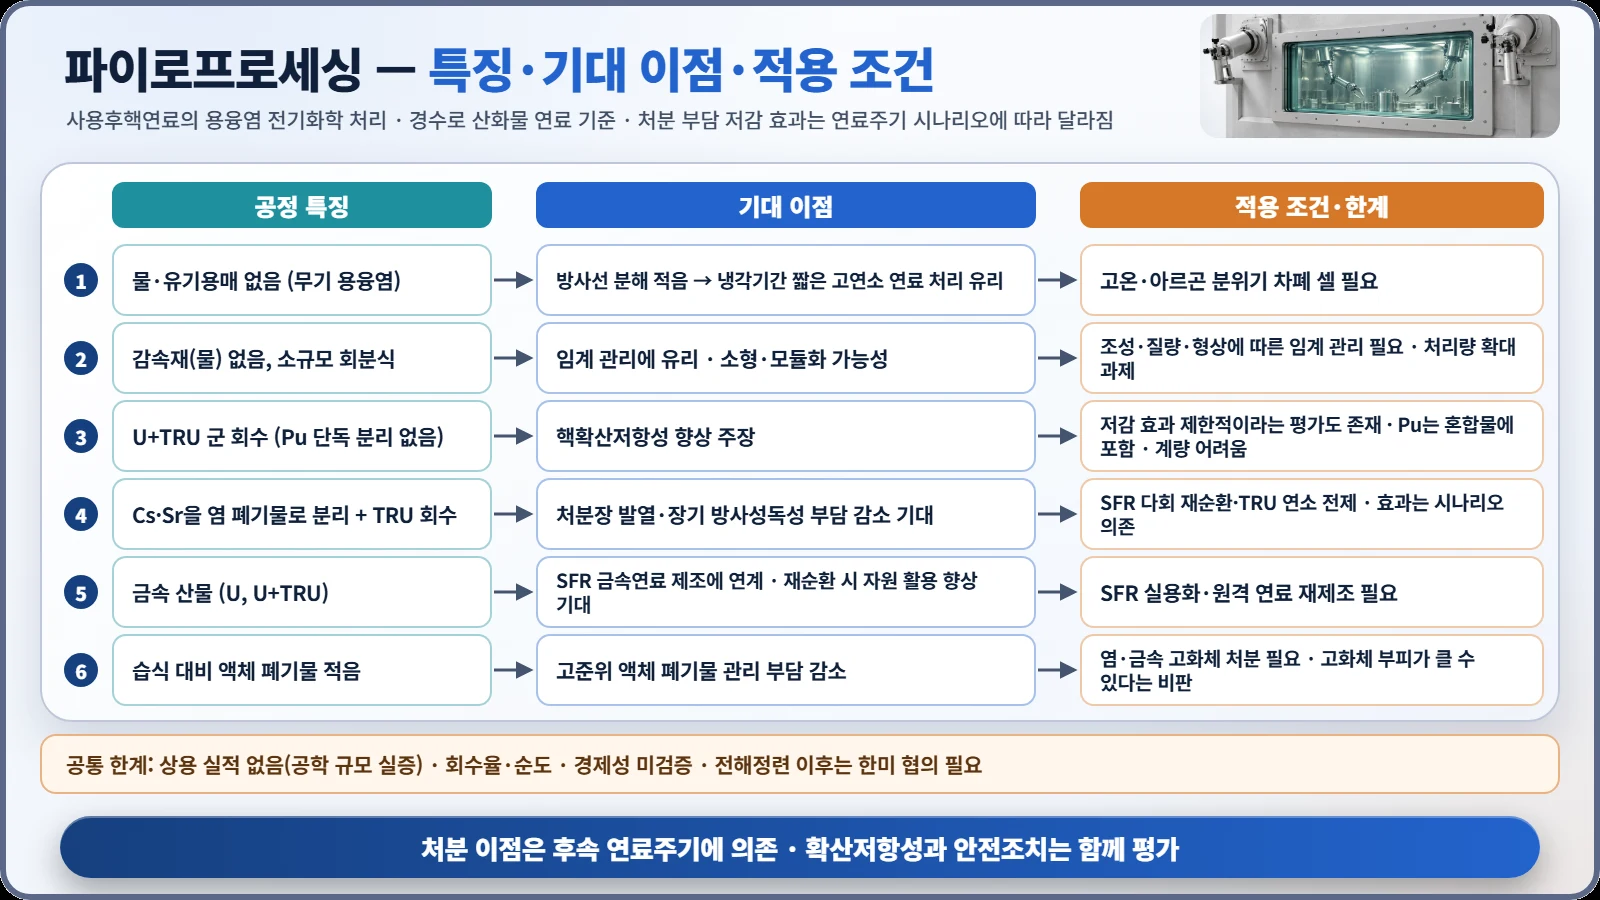 파이로프로세싱 — 특징·기대 이점·적용 조건
사용후핵연료의 용융염 전기화학 처리 · 경수로 산화물 연료 기준 · 처분 부담 저감 효과는 연료주기 시나리오에 따라 달라짐
공정 특징
기대 이점
적용 조건·한계
1
물·유기용매 없음 (무기 용융염)
방사선 분해 적음 → 냉각기간 짧은 고연소 연료 처리 유리
고온·아르곤 분위기 차폐 셀 필요
2
감속재(물) 없음, 소규모 회분식
임계 관리에 유리 · 소형·모듈화 가능성
조성·질량·형상에 따른 임계 관리 필요 · 처리량 확대
과제
3
U+TRU 군 회수 (Pu 단독 분리 없음)
핵확산저항성 향상 주장
저감 효과 제한적이라는 평가도 존재 · Pu는 혼합물에
포함 · 계량 어려움
4
Cs·Sr을 염 폐기물로 분리 + TRU 회수
처분장 발열·장기 방사성독성 부담 감소 기대
SFR 다회 재순환·TRU 연소 전제 · 효과는 시나리오
의존
5
금속 산물 (U, U+TRU)
SFR 금속연료 제조에 연계 · 재순환 시 자원 활용 향상
기대
SFR 실용화·원격 연료 재제조 필요
6
습식 대비 액체 폐기물 적음
고준위 액체 폐기물 관리 부담 감소
염·금속 고화체 처분 필요 · 고화체 부피가 클 수
있다는 비판
공통 한계: 상용 실적 없음(공학 규모 실증) · 회수율·순도 · 경제성 미검증 · 전해정련 이후는 한미 협의 필요
처분 이점은 후속 연료주기에 의존 · 확산저항성과 안전조치는 함께 평가